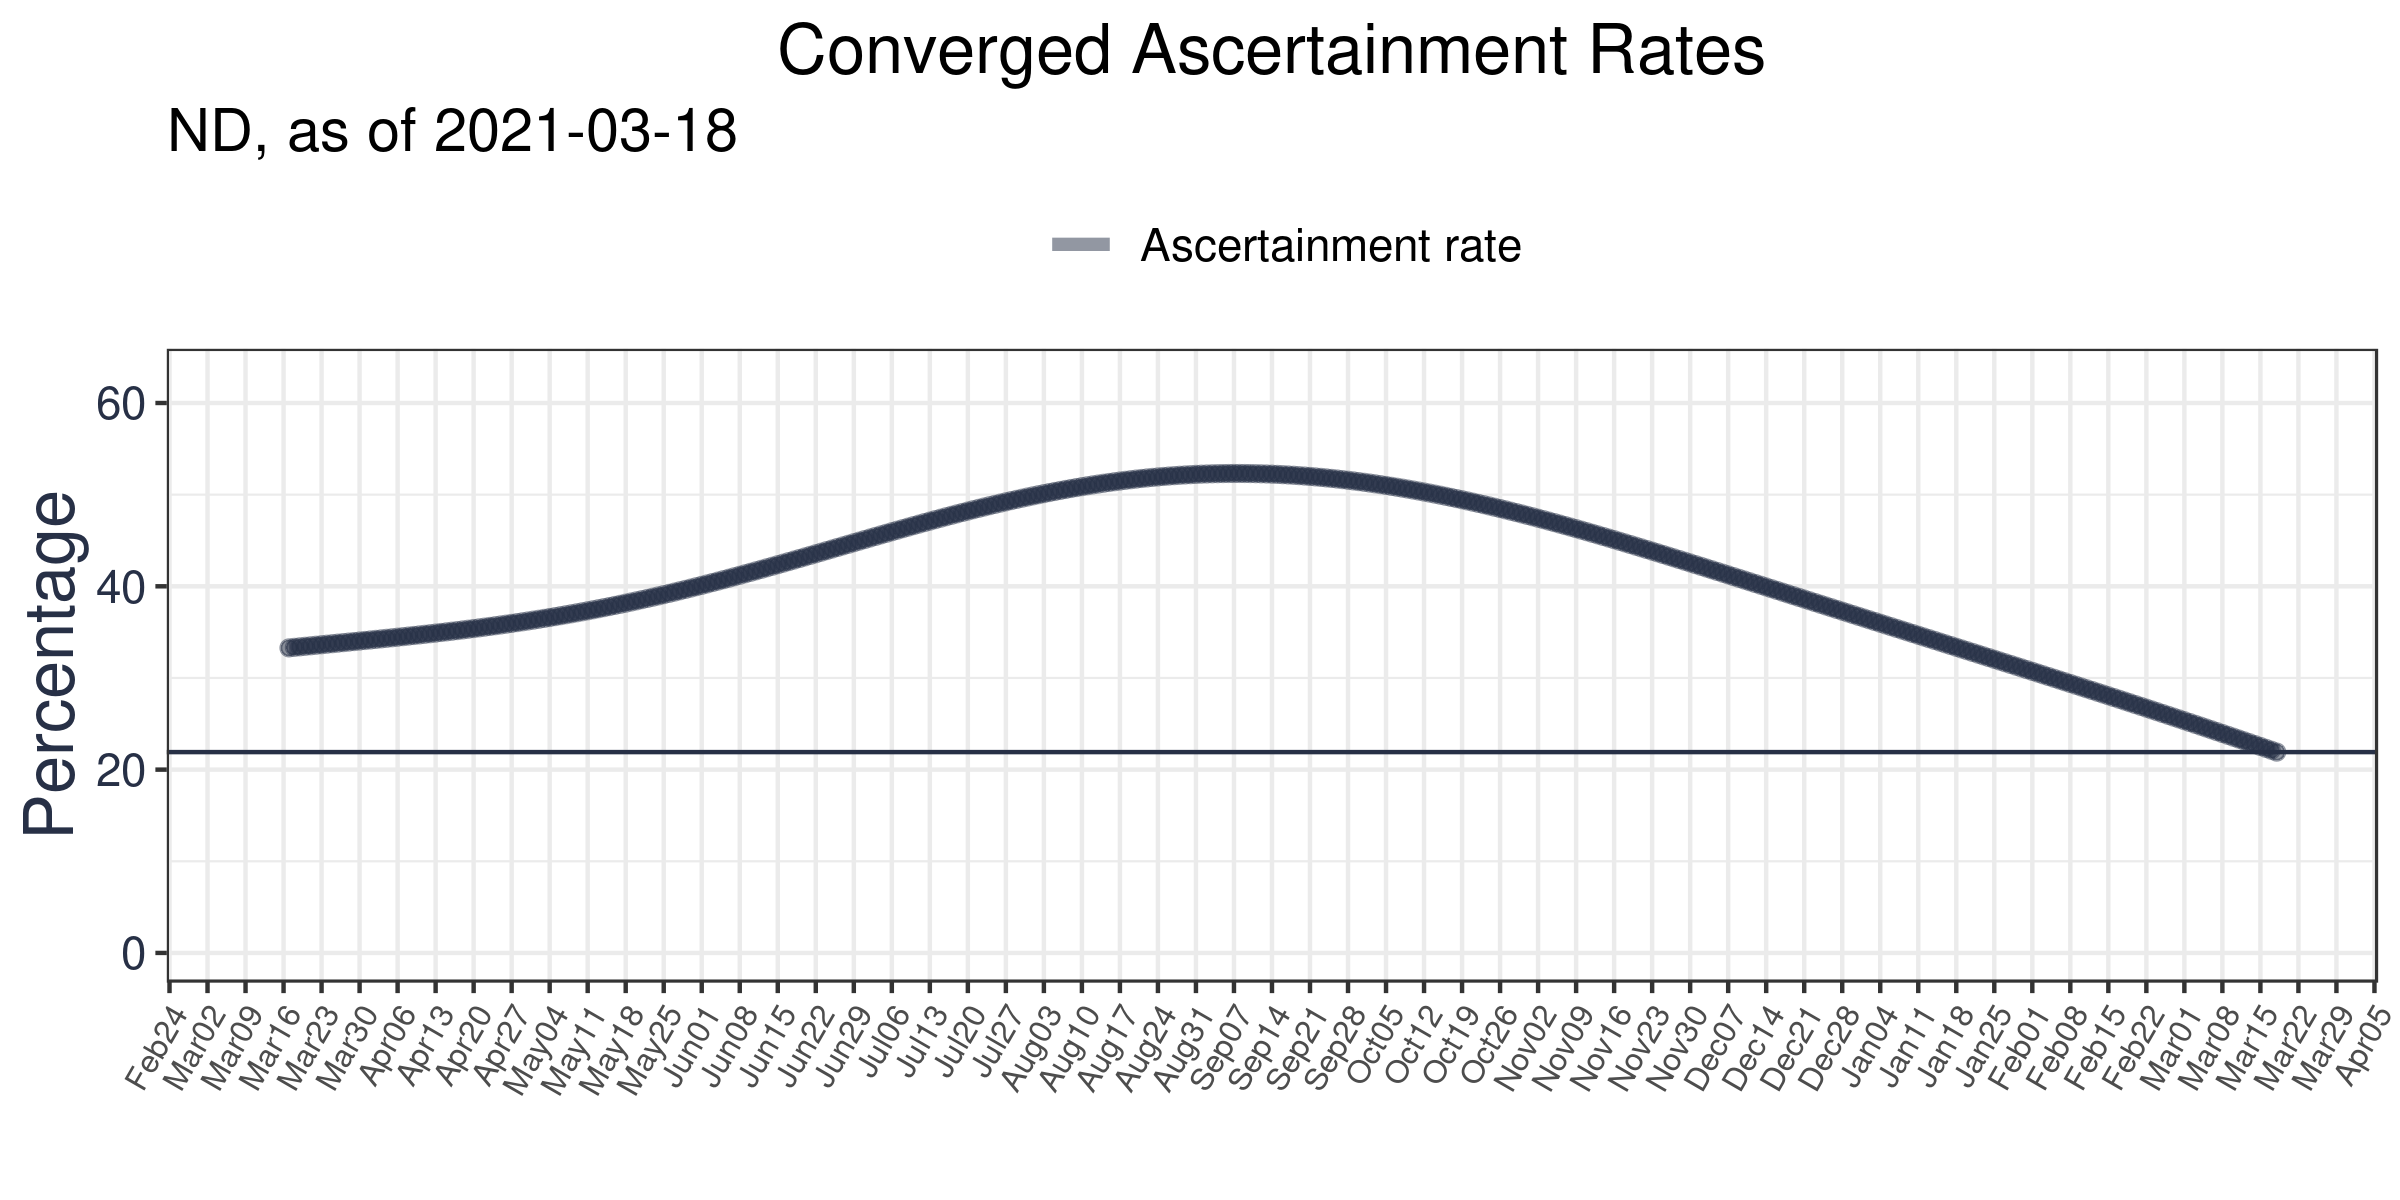 Converged Ascertainment Rates
ND, as of 2021-03-18
Ascertainment rate
Percentage
60
40
20
0
Feb24 Mar02 Mar09 Mar16 Mar23 Mar30 Apr06 Apr13 Apr20 Apr27 May04 May11 May18 May25 Jun01 Jun08 Jun15 Jun22 Jun29 Jul06 Jul13 Jul20 Jul27 Aug03 Aug10 Aug17 Aug24 Aug31 Sep07 Sep14 Sep21 Sep28 Oct05 Oct12 Oct19 Oct26 Nov02 Nov09 Nov16 Nov23 Nov30 Dec07 Dec14 Dec21 Dec28 Jan04 Jan11 Jan18 Jan25 Feb01 Feb08 Feb15 Feb22 Mar01 Mar08 Mar15 Mar22 Mar29 Apr05